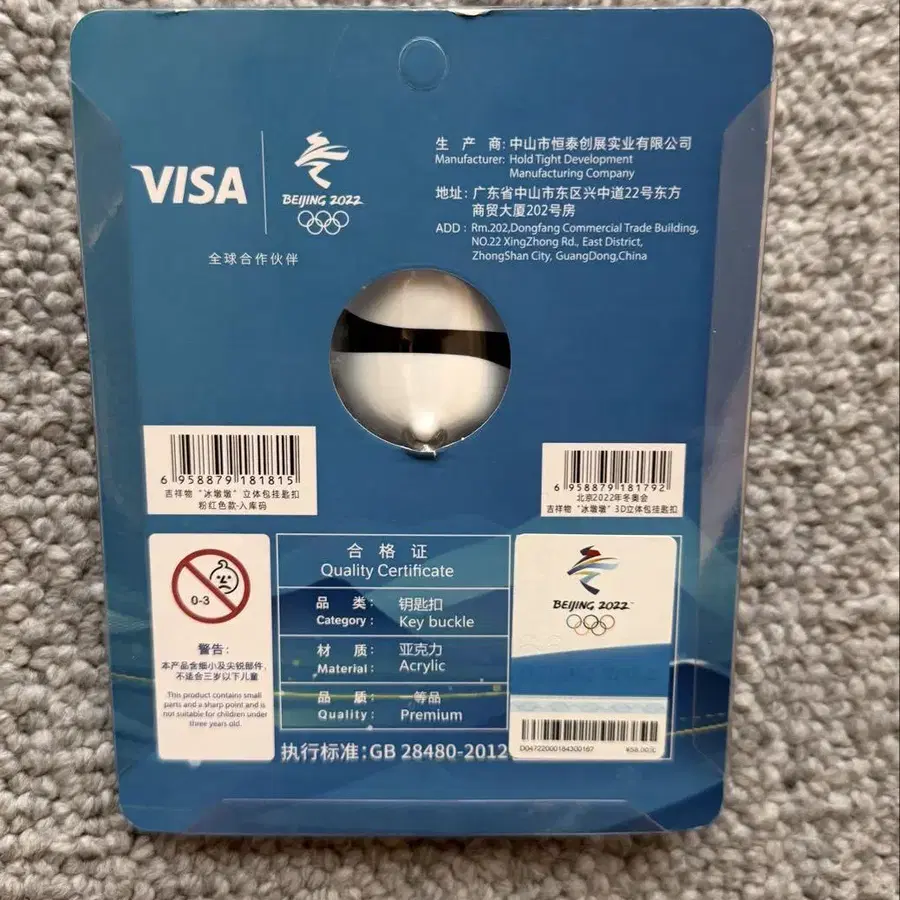 VISA
BEIJING 2022
全球合作伙伴
生 产 商: 中山市恒泰创展实业有限公司
Manufacturer: Hold Tight Development
Manufacturing Company
地址: 广东省中山市东区兴中道22号东方
商贸大厦202号房
ADD : Rm.202,Dongfang Commercial Trade Building,
NO.22 XingZhong Rd., East District,
ZhongShan City, GuangDong,China
6 958879 181815
吉祥物“冰墩墩”立体包挂匙扣
粉红色款-入库码
6 958879 181792
北京2022年冬奥会
吉祥物“冰墩墩”3D立体包挂匙扣
0-3
警告:
本产品含细小及尖锐部件,
不适合三岁以下儿童
This product contains small
parts and a sharp point and is
not suitable for children under
three years old.
合 格 证
Quality Certificate
品 类: 钥匙扣
Category: Key buckle
材 质: 亚克力
Material: Acrylic
品 质: 一等品
Quality: Premium
执行标准:GB 28480-2012
BEIJING 2022™